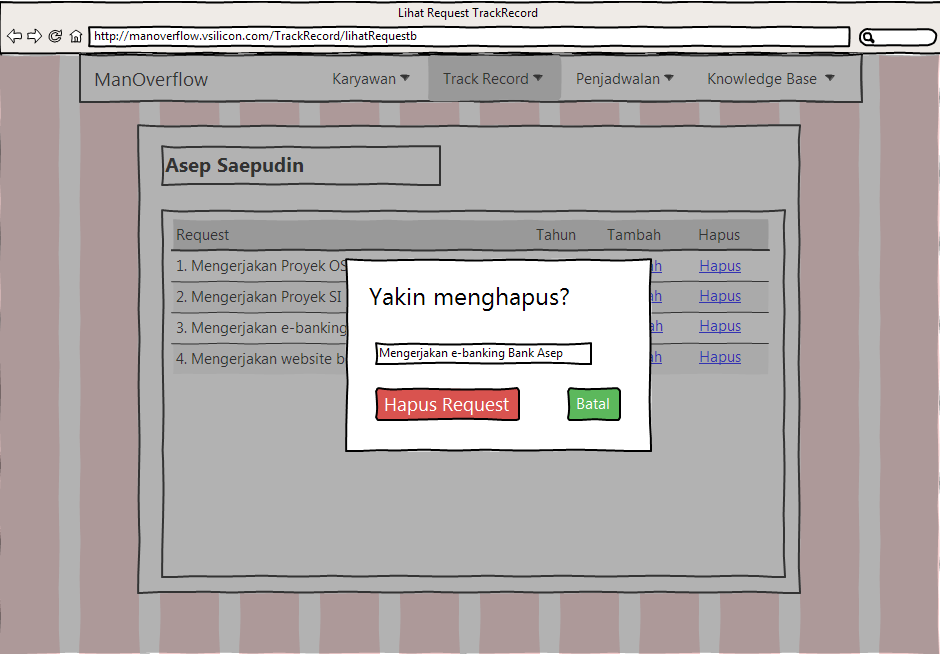 Lihat Request TrackRecord
http://manoverflow.vsilicon.com/TrackRecord/lihatRequestb
ManOverflow Karyawan Track Record Penjadwalan Knowledge Base
Asep Saepudin
Request Tahun Tambah Hapus
1. Mengerjakan Proyek OS Hapus
2. Mengerjakan Proyek SI Hapus
3. Mengerjakan e-banking Hapus
4. Mengerjakan website Hapus
Yakin menghapus?
Mengerjakan e-banking Bank Asep
Hapus Request Batal